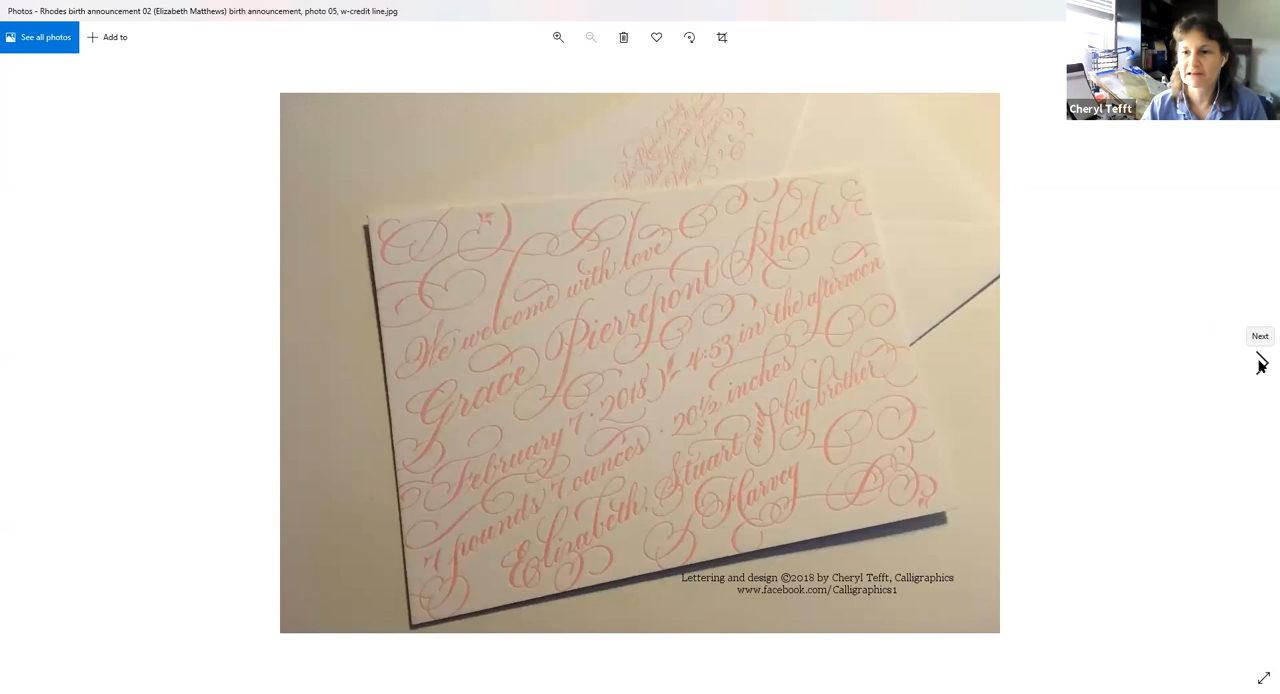 Photos - Rhodes birth announcement 02 (Elizabeth Matthews) birth announcement, photo 05, w-credit line.jpg
See all photos
Add to
Cheryl Tefft
Next
We welcome with love
Grace Pierrepont Rhodes
February 7 · 2018 4:53 in the afternoon
7 pounds 7 ounces · 20½ inches
Elizabeth, Stuart and big brother
Harvey
Lettering and design ©2018 by Cheryl Tefft, Calligraphics
www.facebook.com/Calligraphics1